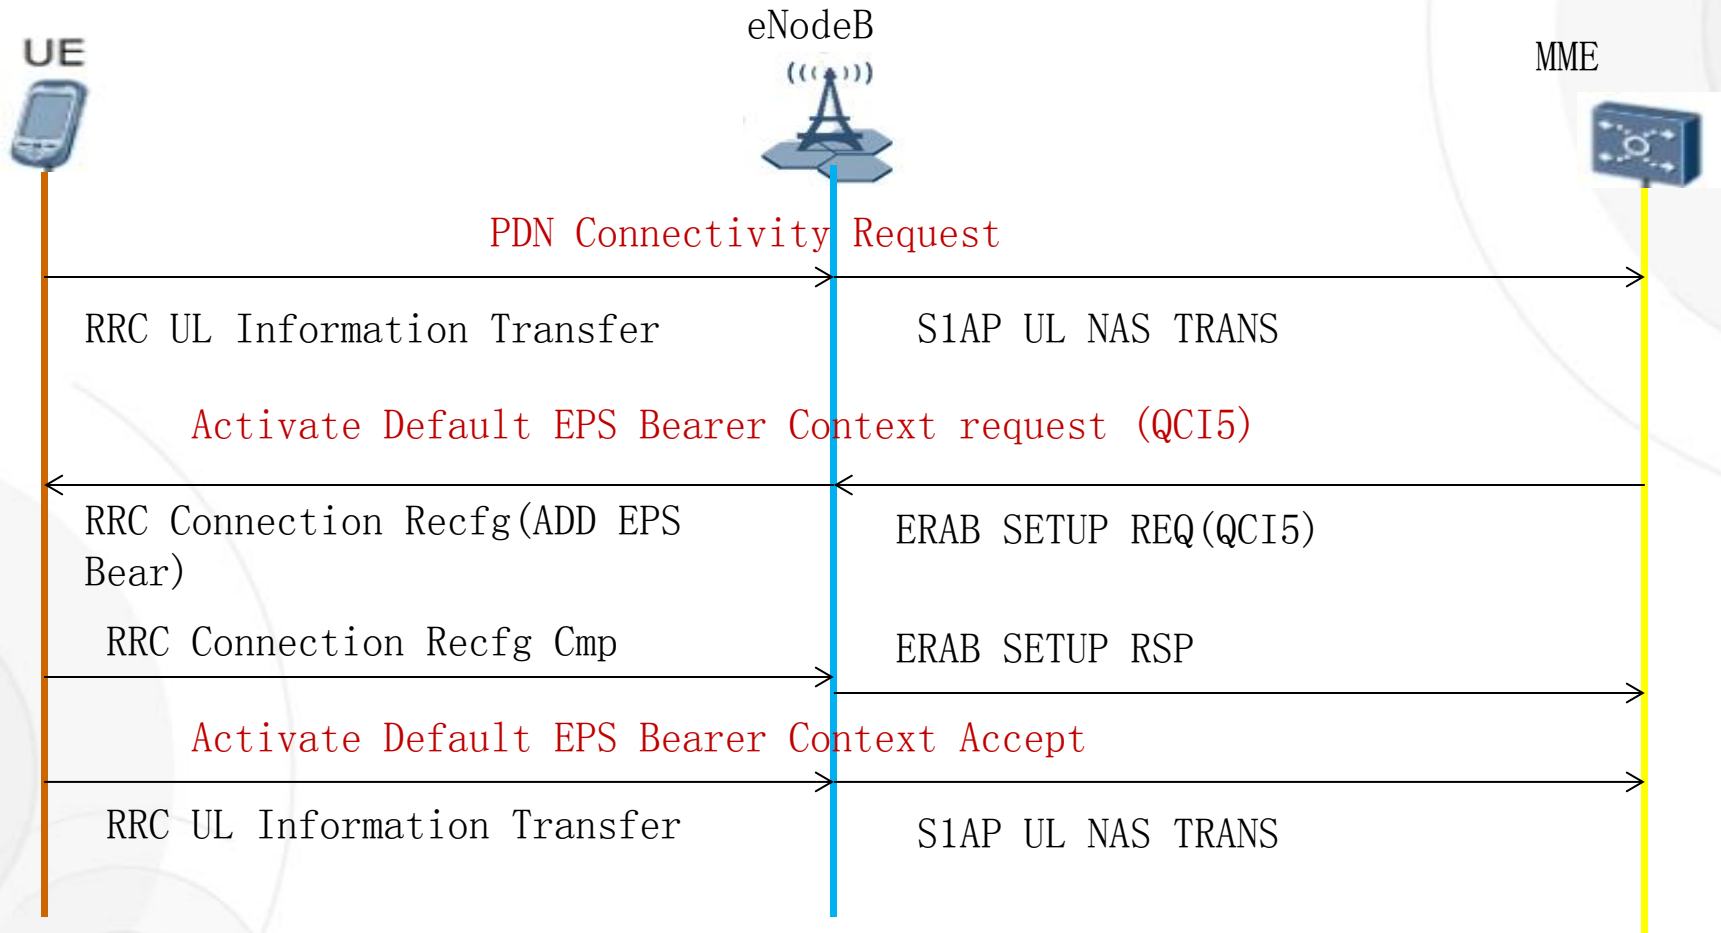 UE
eNodeB
MME
PDN Connectivity Request
RRC UL Information Transfer
S1AP UL NAS TRANS
Activate Default EPS Bearer Context request (QCI5)
RRC Connection Recfg(ADD EPS
Bear)
ERAB SETUP REQ(QCI5)
RRC Connection Recfg Cmp
ERAB SETUP RSP
Activate Default EPS Bearer Context Accept
RRC UL Information Transfer
S1AP UL NAS TRANS